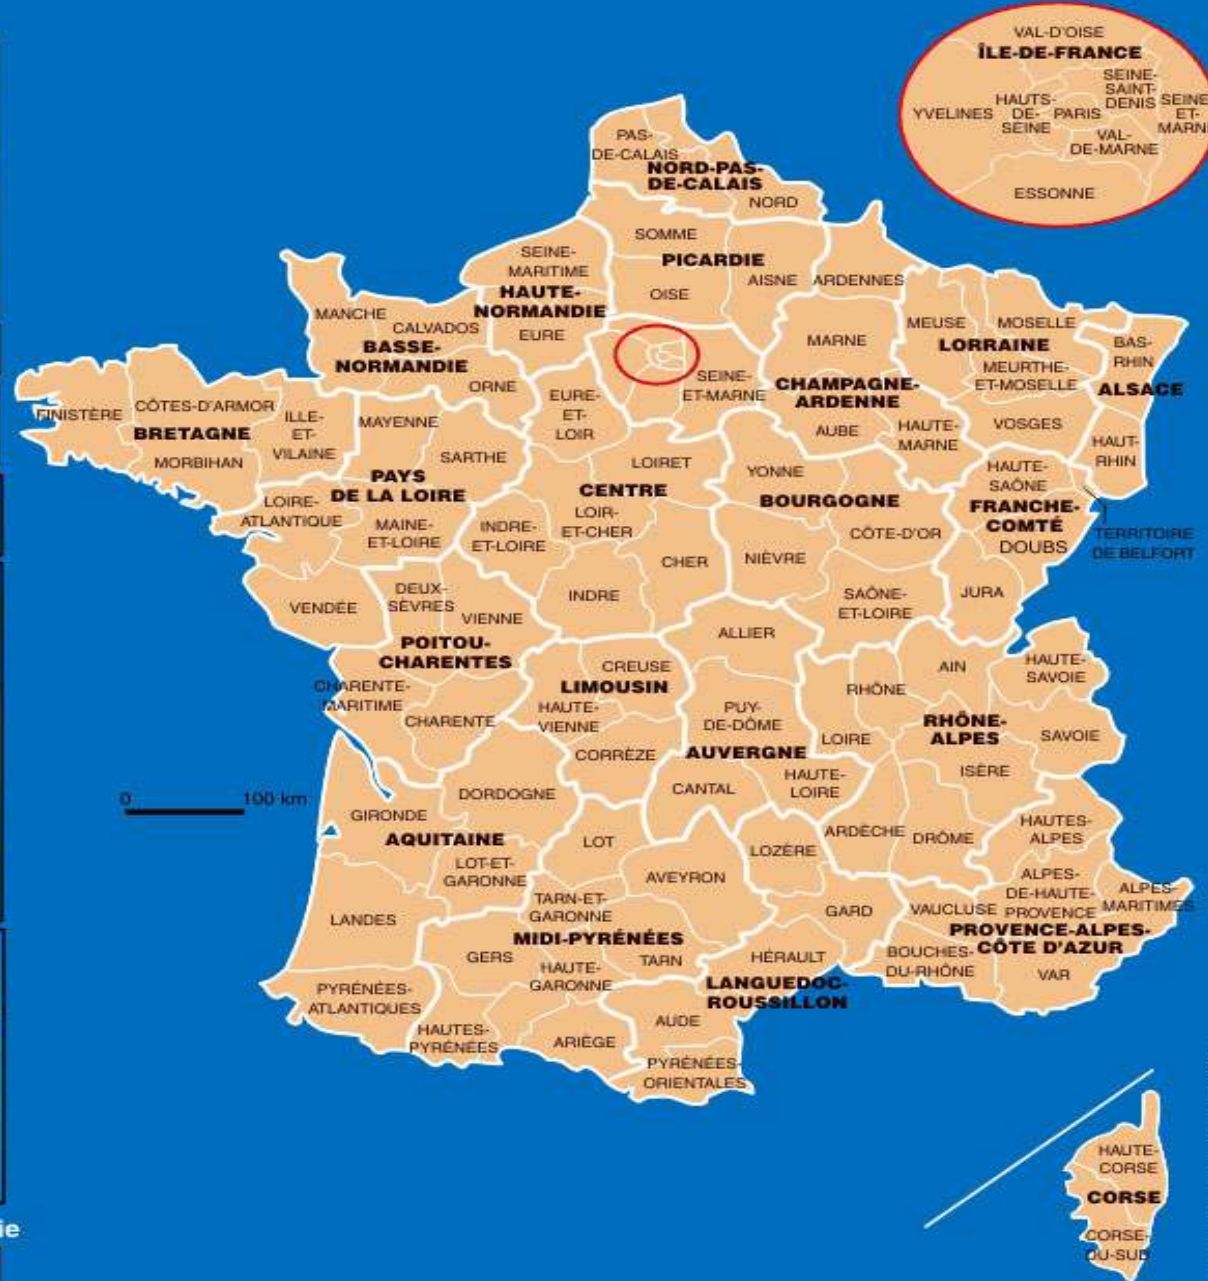 VAL-D'OISE
ÎLE-DE-FRANCE
SEINE-
SAINT-
DENIS
YVELINES
HAUTS-
DE-
SEINE
PARIS
SEINE
ET-
MARN
VAL-
DE-MARNE
ESSONNE
PAS-
DE-CALAIS
NORD-PAS-
DE-CALAIS
NORD
SOMME
PICARDIE
AISNE
OISE
ARDENNES
SEINE-
MARITIME
HAUTE-
NORMANDIE
EURE
MANCHE
CALVADOS
BASSE-
NORMANDIE
ORNE
MARNE
CHAMPAGNE-
ARDENNE
AUBE
HAUTE-
MARNE
MEUSE
MOSELLE
LORRAINE
MEURTHE-
ET-MOSELLE
VOSGES
BAS-
RHIN
ALSACE
HAUT-
RHIN
SEINE-
ET-MARNE
FINISTÈRE
CÔTES-D'ARMOR
BRETAGNE
MORBIHAN
ILLE-
ET-
VILAINE
MAYENNE
SARTHE
PAYS
DE LA LOIRE
LOIRE-
ATLANTIQUE
MAINE-
ET-LOIRE
VENDÉE
EURE-
ET-
LOIR
LOIRET
CENTRE
LOIR-
ET-CHER
INDRE-
ET-LOIRE
CHER
INDRE
YONNE
BOURGOGNE
CÔTE-D'OR
NIÈVRE
SAÔNE-
ET-LOIRE
HAUTE-
SAÔNE
FRANCHE-
COMTÉ
DOUBS
JURA
TERRITOIRE
DE BELFORT
DEUX-
SÈVRES
VIENNE
POITOU-
CHARENTES
CHARENTE-
MARITIME
CHARENTE
CREUSE
LIMOUSIN
HAUTE-
VIENNE
CORRÈZE
ALLIER
PUY-
DE-DÔME
AUVERGNE
CANTAL
HAUTE-
LOIRE
AIN
HAUTE-
SAVOIE
RHÔNE
LOIRE
RHÔNE-
ALPES
SAVOIE
ISÈRE
ARDÈCHE
DRÔME
0 100 km
DORDOGNE
GIRONDE
AQUITAINE
LOT-ET-
GARONNE
LANDES
PYRÉNÉES-
ATLANTIQUES
LOT
AVEYRON
TARN-ET-
GARONNE
MIDI-PYRÉNÉES
GERS
TARN
HAUTE-
GARONNE
HAUTES-
PYRÉNÉES
ARIÈGE
LOZÈRE
GARD
HÉRAULT
LANGUEDOC-
ROUSSILLON
AUDE
PYRÉNÉES-
ORIENTALES
HAUTES-
ALPES
ALPES-
DE-HAUTE-
PROVENCE
ALPES-
MARITIMES
VAUCLUSE
PROVENCE-ALPES-
CÔTE D'AZUR
BOUCHES-
DU-RHÔNE
VAR
HAUTE-
CORSE
CORSE
CORSE-
DU-SUD
ie